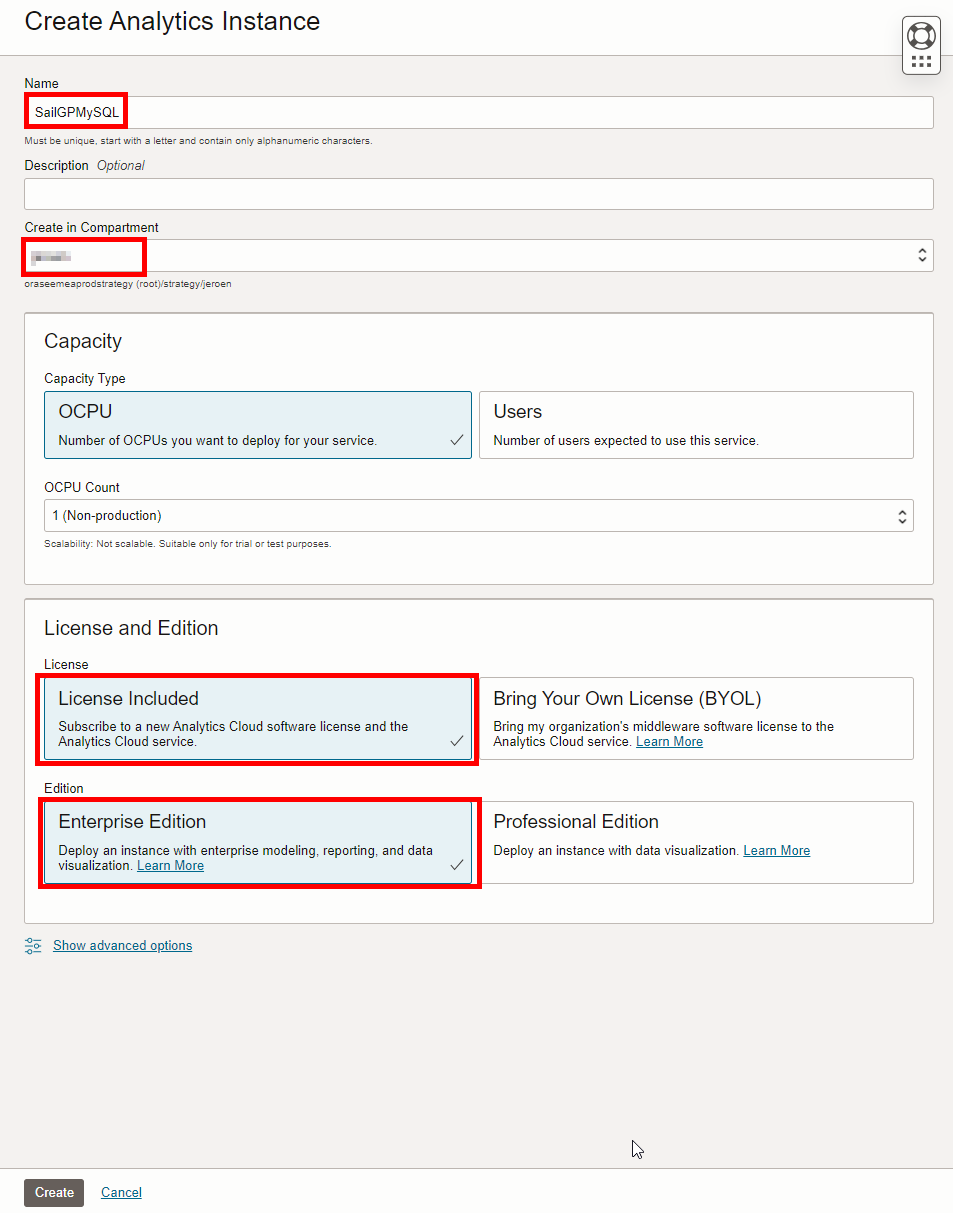 Create Analytics Instance
Name
SailGPMySQL
Must be unique, start with a letter and contain only alphanumeric characters.
Description Optional
Create in Compartment
oraseemeaprodstrategy (root)/strategy/jeroen
Capacity
Capacity Type
OCPU
Number of OCPUs you want to deploy for your service.
Users
Number of users expected to use this service.
OCPU Count
1 (Non-production)
Scalability: Not scalable. Suitable only for trial or test purposes.
License and Edition
License
License Included
Subscribe to a new Analytics Cloud software license and the
Analytics Cloud service.
Bring Your Own License (BYOL)
Bring my organization's middleware software license to the
Analytics Cloud service. Learn More
Edition
Enterprise Edition
Deploy an instance with enterprise modeling, reporting, and data
visualization. Learn More
Professional Edition
Deploy an instance with data visualization. Learn More
Show advanced options
Create
Cancel